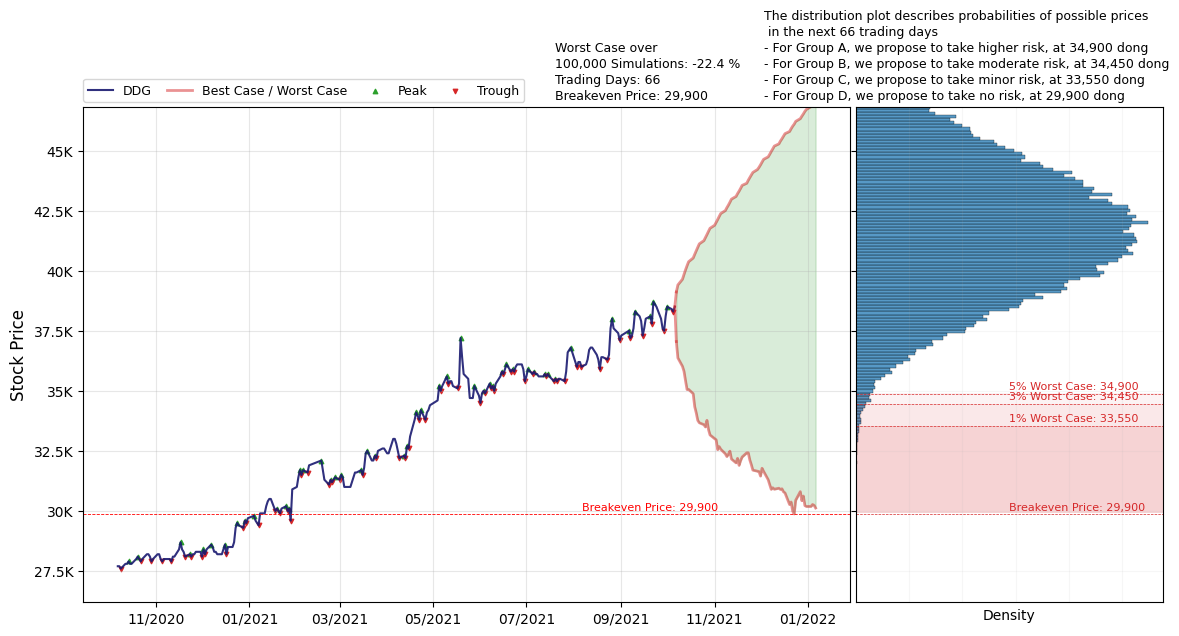 The distribution plot describes probabilities of possible prices
in the next 66 trading days
- For Group A, we propose to take higher risk, at 34,900 dong
- For Group B, we propose to take moderate risk, at 34,450 dong
- For Group C, we propose to take minor risk, at 33,550 dong
- For Group D, we propose to take no risk, at 29,900 dong
Worst Case over
100,000 Simulations: -22.4 %
Trading Days: 66
Breakeven Price: 29,900
DDG
Best Case / Worst Case
Peak
Trough
Stock Price
45K
42.5K
40K
37.5K
35K
32.5K
30K
27.5K
Breakeven Price: 29,900
11/2020
01/2021
03/2021
05/2021
07/2021
09/2021
11/2021
01/2022
5% Worst Case: 34,900
3% Worst Case: 34,450
1% Worst Case: 33,550
Breakeven Price: 29,900
Density